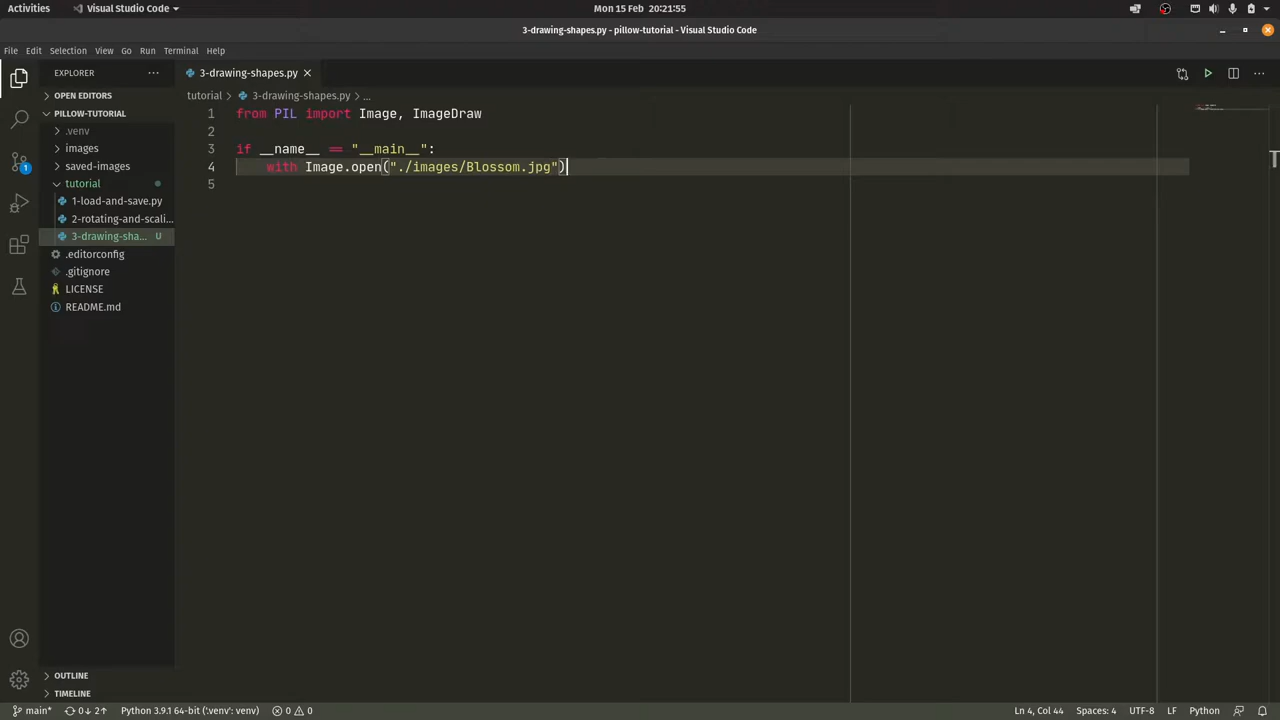 Activities
Visual Studio Code
Mon 15 Feb 20:21:55
3-drawing-shapes.py - pillow-tutorial - Visual Studio Code
File Edit Selection View Go Run Terminal Help
EXPLORER
3-drawing-shapes.py
OPEN EDITORS
tutorial > 3-drawing-shapes.py > ...
PILLOW-TUTORIAL
.venv
images
saved-images
tutorial
1-load-and-save.py
2-rotating-and-scali...
3-drawing-sha... U
.editorconfig
.gitignore
LICENSE
README.md
1 from PIL import Image, ImageDraw
2
3 if __name__ == "__main__":
4 with Image.open("./images/Blossom.jpg")
5
1
OUTLINE
TIMELINE
main* 0↓ 2↑ Python 3.9.1 64-bit ('.venv': venv) 0 0 Ln 4, Col 44 Spaces: 4 UTF-8 LF Python